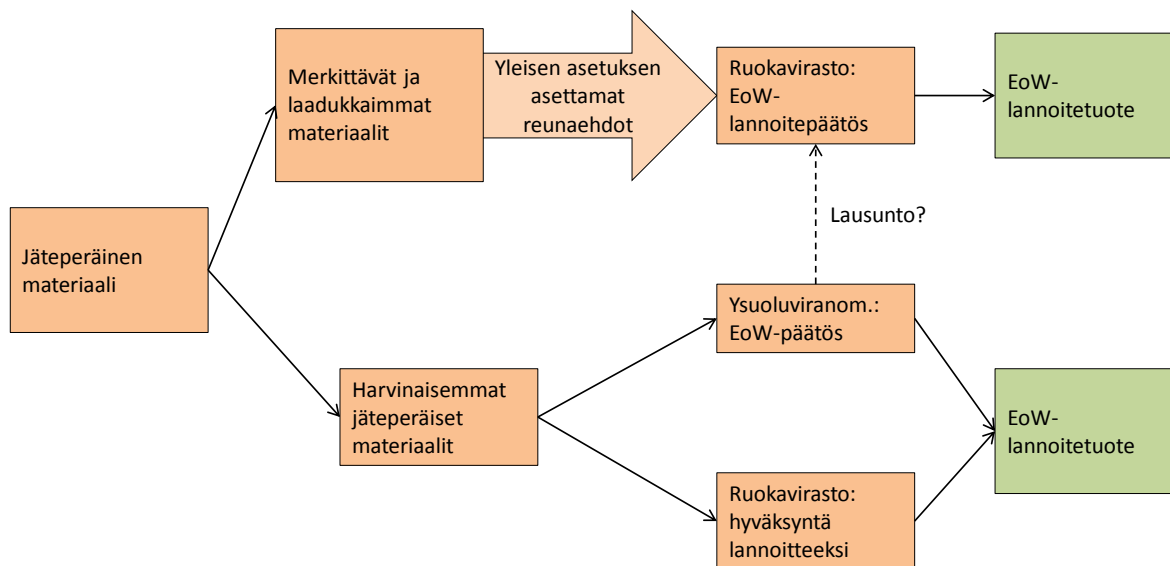 Merkittävät ja
laadukkaimmat
materiaalit
Yleisen asetuksen
asettamat
reunaehdot
Ruokavirasto:
EoW-
lannoitepäätös
EoW-
lannoitetuote
Jäteperäinen
materiaali
Lausunto?
Ysuoluviranom.:
EoW-päätös
Harvinaisemmat
jäteperäiset
materiaalit
EoW-
lannoitetuote
Ruokavirasto:
hyväksyntä
lannoitteeksi